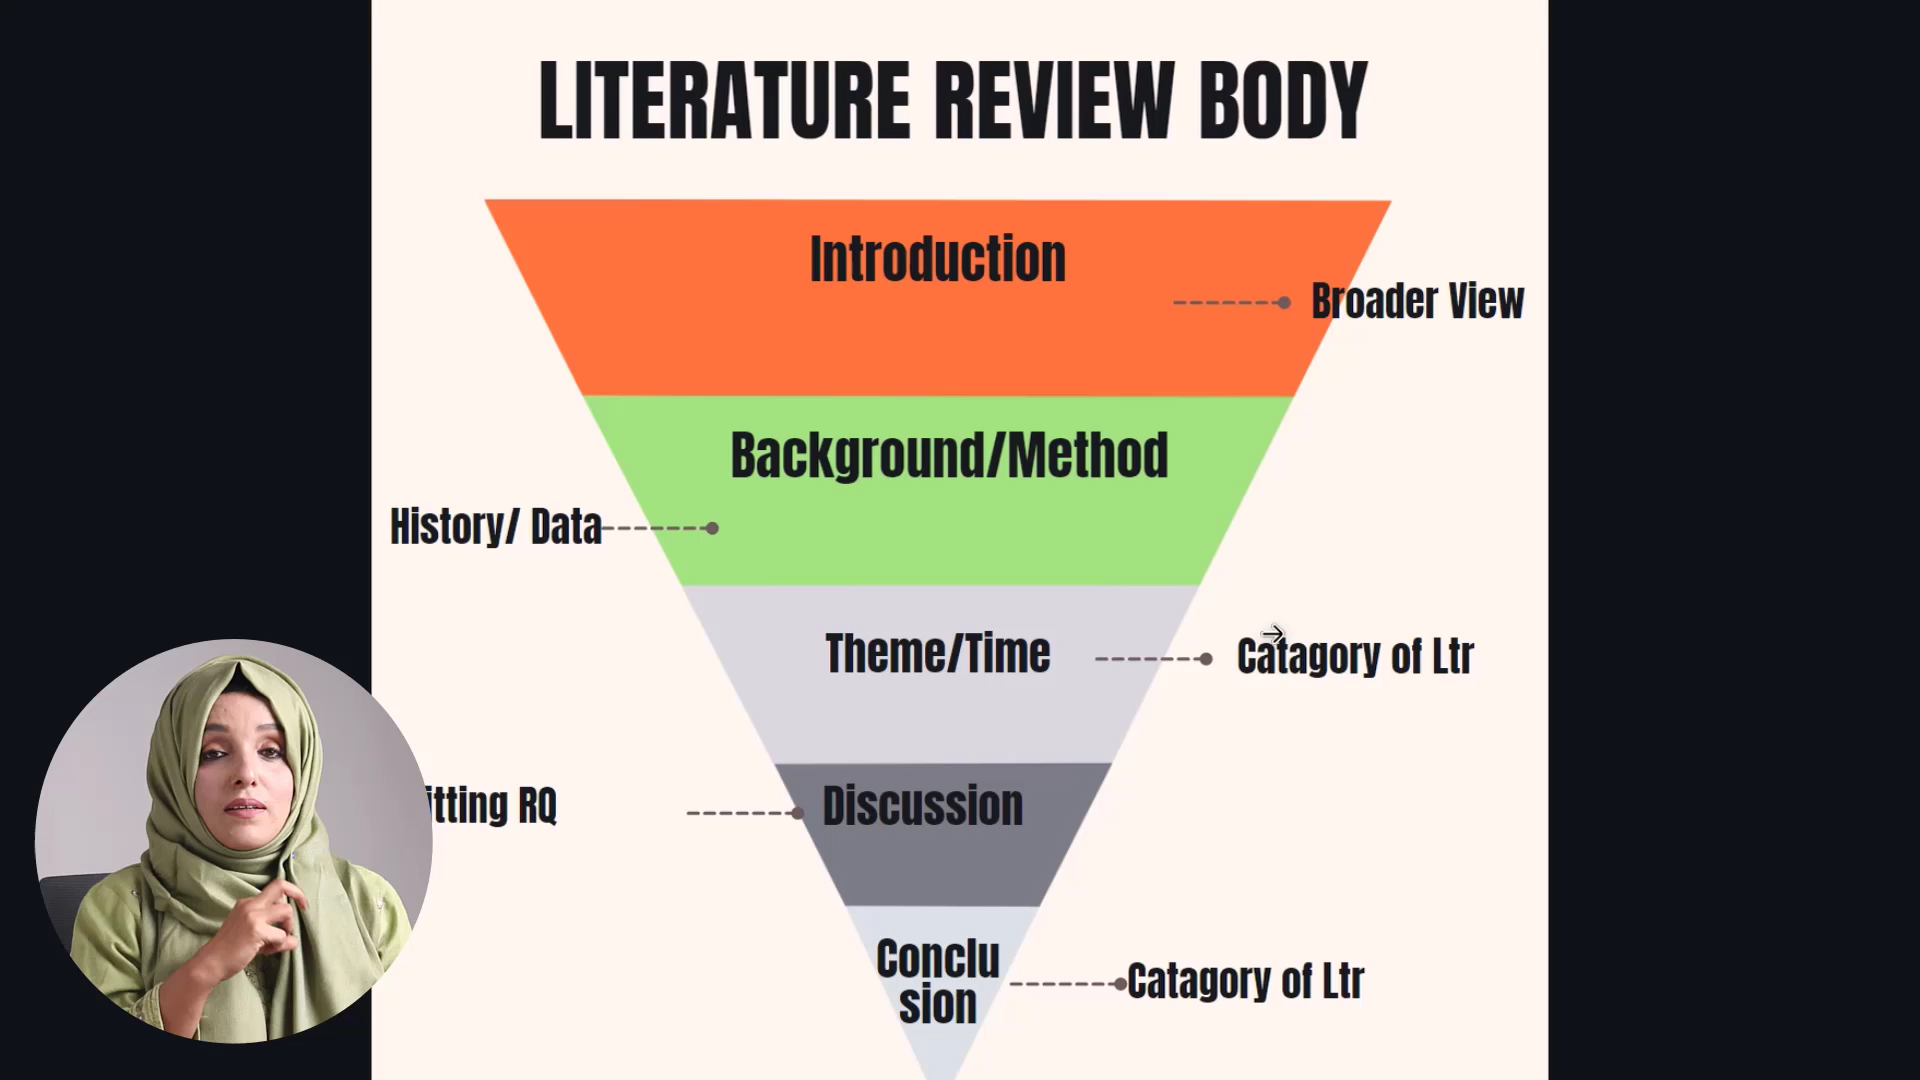 LITERATURE REVIEW BODY
Introduction
Broader View
Background/Method
History/ Data
Theme/Time
Catagory of Ltr
RQ
Discussion
Conclu
sion
Catagory of Ltr